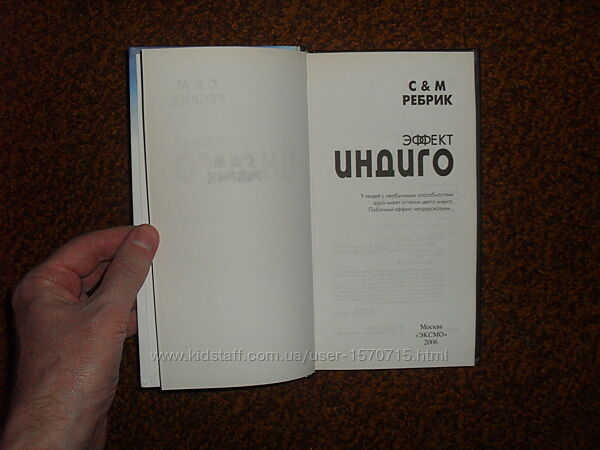 С & М
РЕБРИК
ЭФФЕКТ
ИНДИГО
У людей с необычными способностями
аура имеет оттенки цвета индиго.
Побочный эффект непредсказуем...
Москва
«ЭКСМО»
2006
www.kidstaff.com.ua/user-1570715.html